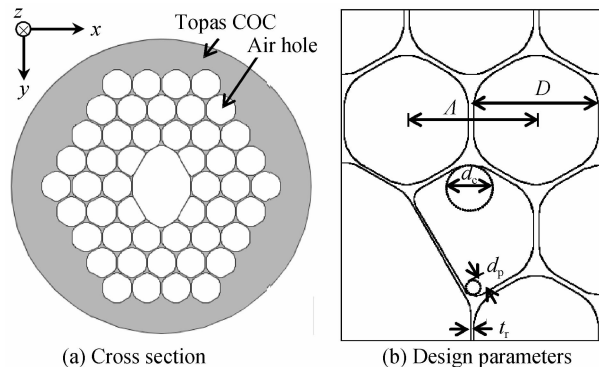 z
x
y
Topas COC
Air hole
(a) Cross section
Λ
D
dc
dp
tr
(b) Design parameters